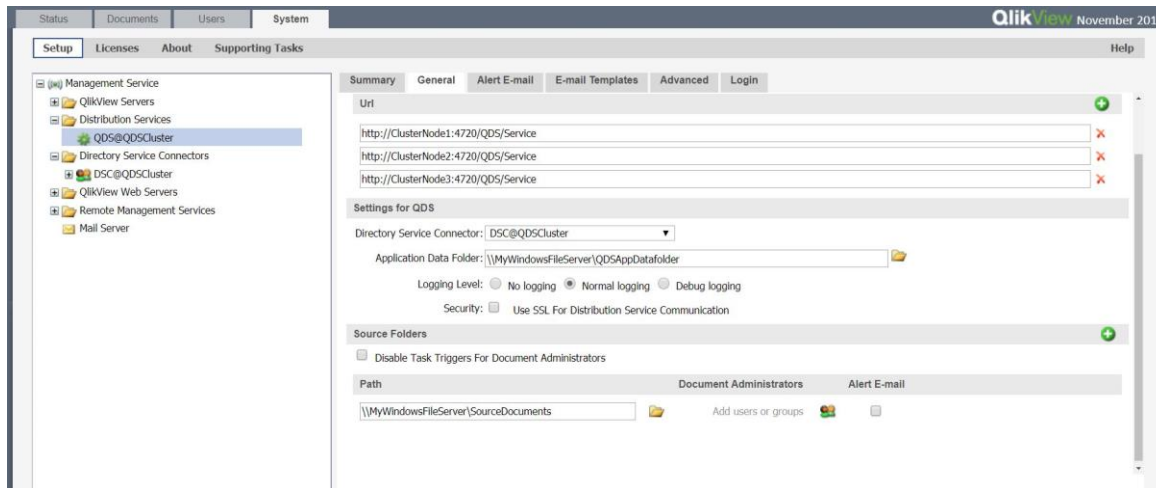 Status Documents Users System QlikView November 201
Setup Licenses About Supporting Tasks Help
Management Service
QlikView Servers
Distribution Services
QDS@QDSCluster
Directory Service Connectors
DSC@QDSCluster
QlikView Web Servers
Remote Management Services
Mail Server
Summary General Alert E-mail E-mail Templates Advanced Login
Url
http://ClusterNode1:4720/QDS/Service
http://ClusterNode2:4720/QDS/Service
http://ClusterNode3:4720/QDS/Service
Settings for QDS
Directory Service Connector: DSC@QDSCluster
Application Data Folder: \\MyWindowsFileServer\QDSAppDatafolder
Logging Level: No logging Normal logging Debug logging
Security: Use SSL For Distribution Service Communication
Source Folders
Disable Task Triggers For Document Administrators
Path Document Administrators Alert E-mail
\\MyWindowsFileServer\SourceDocuments Add users or groups